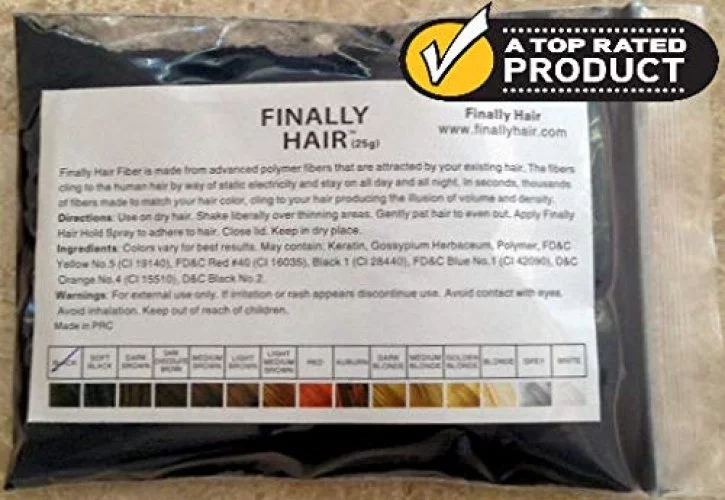 A TOP RATED
PRODUCT
FINALLY
HAIR™ (25g)
Finally Hair
www.finallyhair.com
Finally Hair Fiber is made from advanced polymer fibers that are attracted by your existing hair. The fibers
cling to the human hair by way of static electricity and stay on all day and all night. In seconds, thousands
of fibers made to match your hair color, cling to your hair producing the illusion of volume and density.
Directions: Use on dry hair. Shake liberally over thinning areas. Gently pat hair to even out. Apply Finally
Hair Hold Spray to adhere to hair. Close lid. Keep in dry place.
Ingredients: Colors vary for best results. May contain: Keratin, Gossypium Herbaceum, Polymer, FD&C
Yellow No.5 (CI 19140), FD&C Red #40 (CI 16035), Black 1 (CI 28440), FD&C Blue No.1 (CI 42090), D&C
Orange No.4 (CI 15510), D&C Black No.2.
Warnings: For external use only. If irritation or rash appears discontinue use. Avoid contact with eyes.
Avoid inhalation. Keep out of reach of children.
Made in PRC
BLACK SOFT BLACK DARK BROWN DARK CHOCOLATE BROWN MEDIUM BROWN LIGHT BROWN LIGHT MEDIUM BROWN RED AUBURN DARK BLONDE MEDIUM BLONDE GOLDEN BLONDE BLONDE GREY WHITE